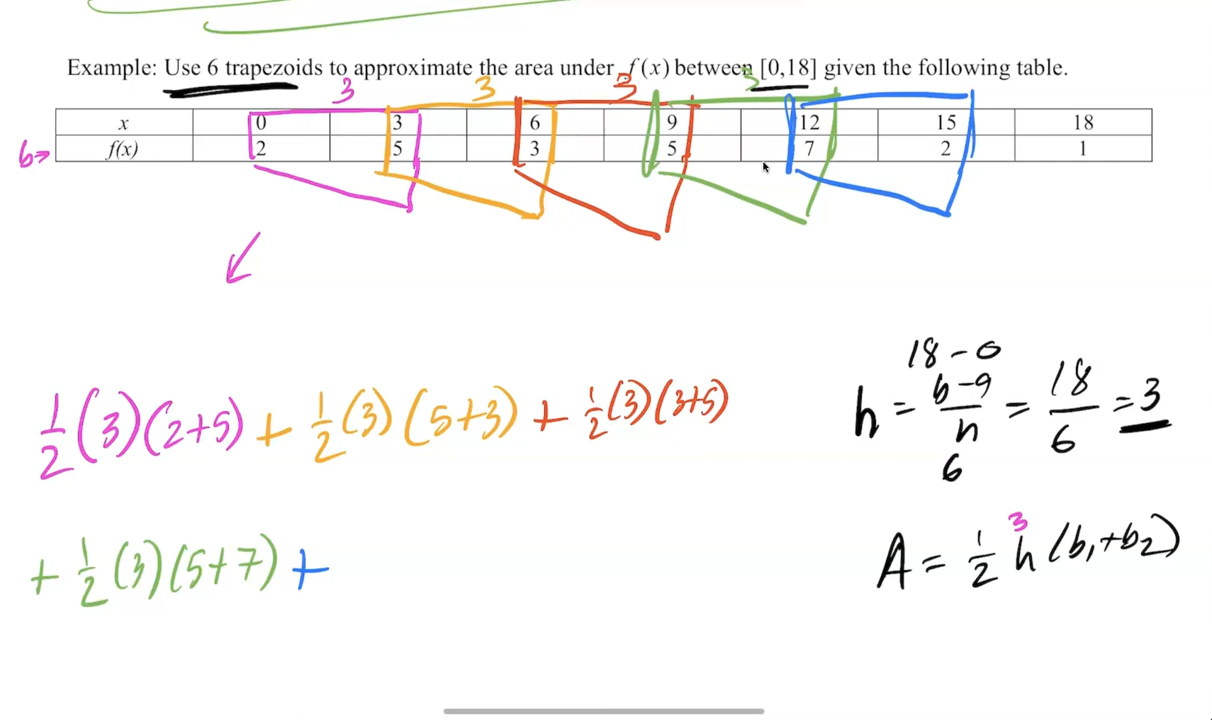 Example: Use 6 trapezoids to approximate the area under f(x) between [0,18] given the following table.
3 3 3 3
x 0 3 6 9 12 15 18
b→ f(x) 2 5 3 5 7 2 1
h = 18-0 b-a/n 6 = 18/6 = 3
1/2(3)(2+5) + 1/2(3)(5+3) + 1/2(3)(3+5)
+ 1/2(3)(5+7) +
A = 1/2 h(b₁+b₂)
3